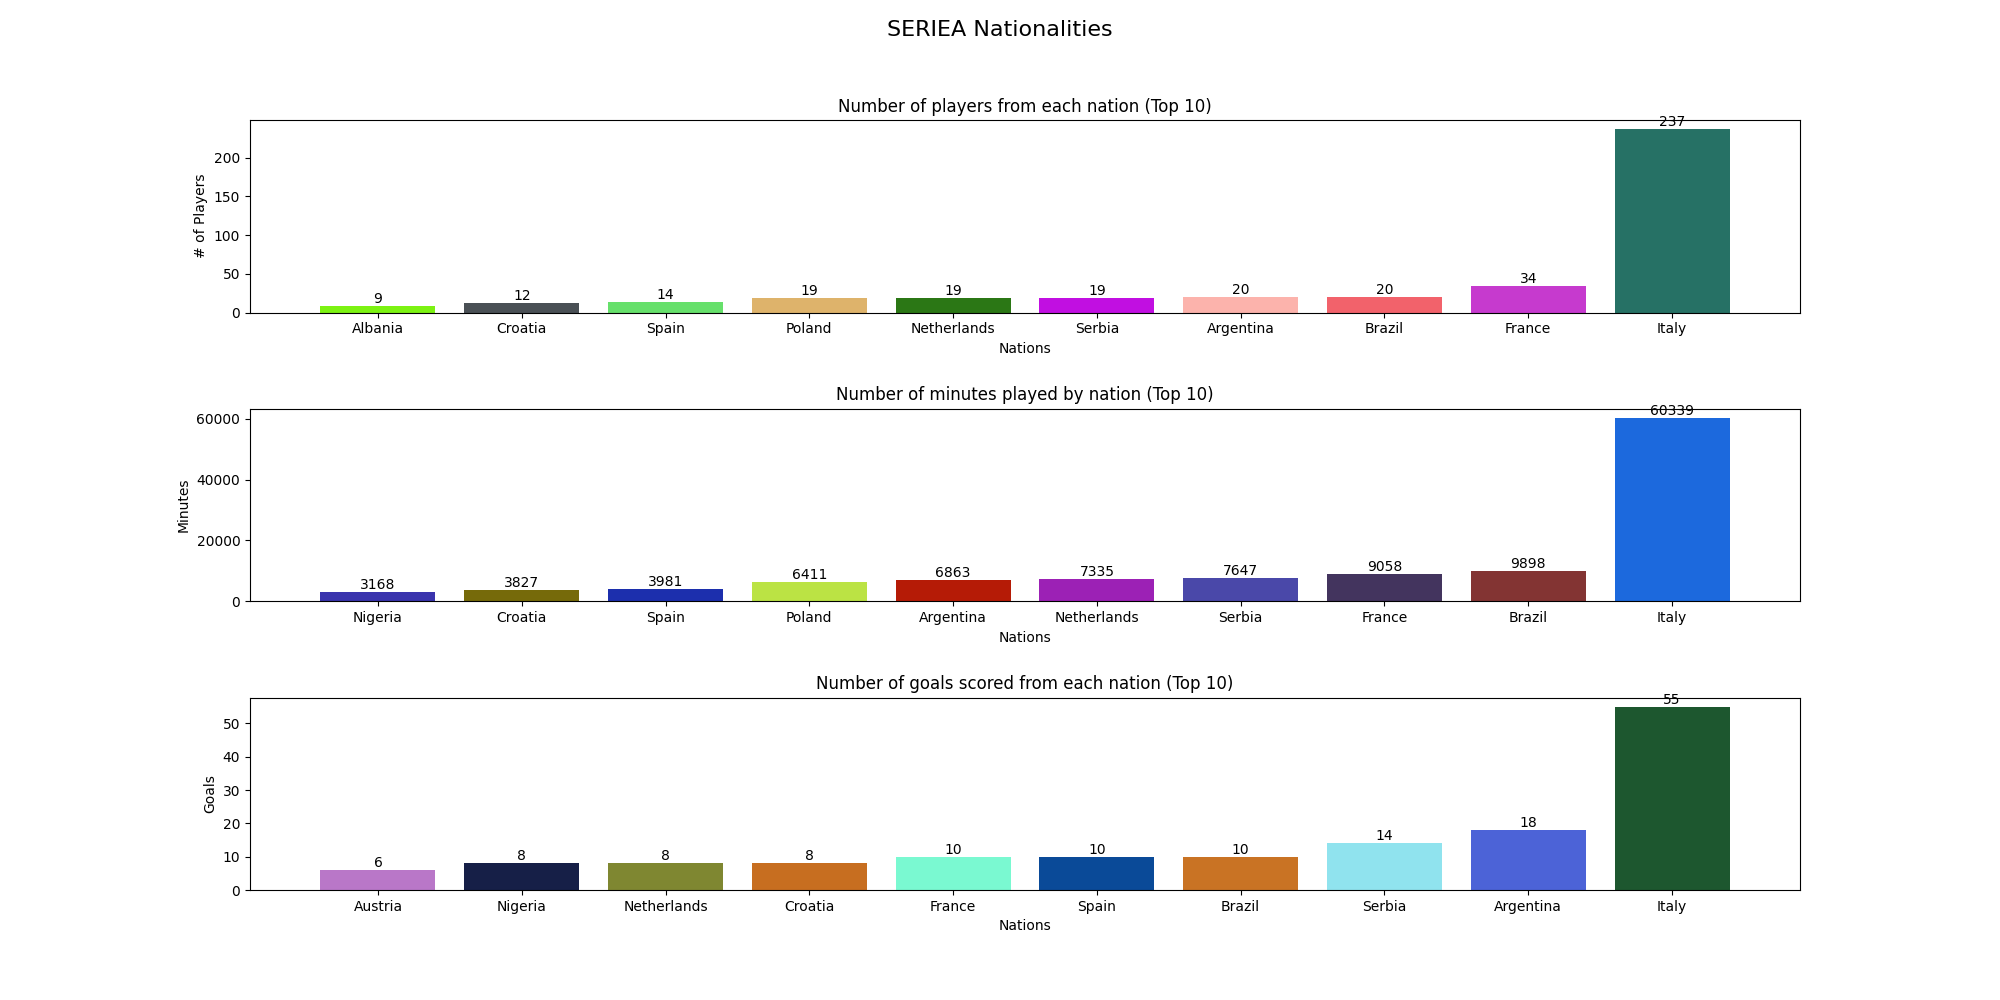 SERIEA Nationalities
Number of players from each nation (Top 10)
# of Players
200
150
100
50
0
9 12 14 19 19 19 20 20 34 237
Albania Croatia Spain Poland Netherlands Serbia Argentina Brazil France Italy
Nations
Number of minutes played by nation (Top 10)
Minutes
60000
40000
20000
0
3168 3827 3981 6411 6863 7335 7647 9058 9898 60339
Nigeria Croatia Spain Poland Argentina Netherlands Serbia France Brazil Italy
Nations
Number of goals scored from each nation (Top 10)
Goals
50
40
30
20
10
0
6 8 8 8 10 10 10 14 18 55
Austria Nigeria Netherlands Croatia France Spain Brazil Serbia Argentina Italy
Nations